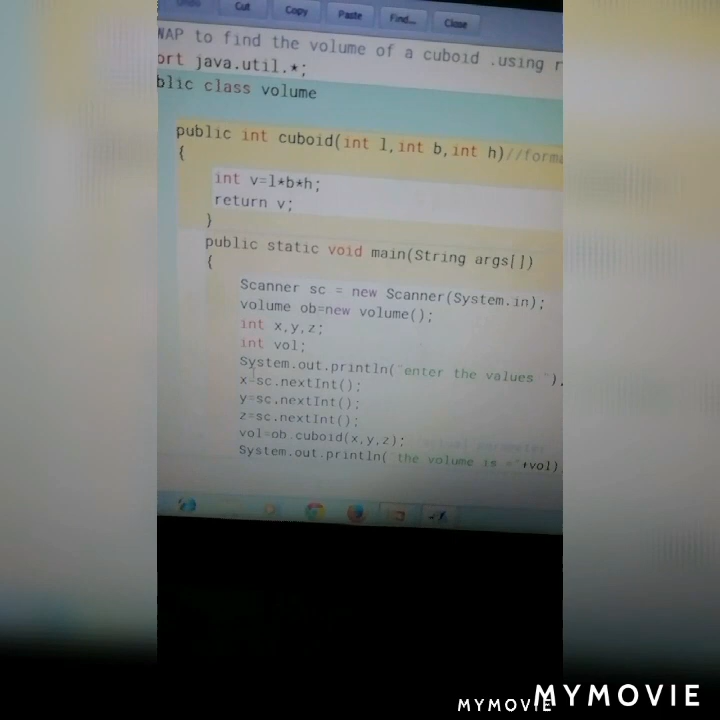 Undo Cut Copy Paste Find... Close
WAP to find the volume of a cuboid .using r
ort java.util.*;
blic class volume
public int cuboid(int l,int b,int h)//forma
{
int v=l*b*h;
return v;
}
public static void main(String args[])
{
Scanner sc = new Scanner(System.in);
volume ob=new volume();
int x,y,z;
int vol;
System.out.println("enter the values ").
x=sc.nextInt();
y=sc.nextInt();
z=sc.nextInt();
vol=ob.cuboid(x,y,z);
System.out.println( the volume is ="+vol)
MYMOVIE
MYMOVIE